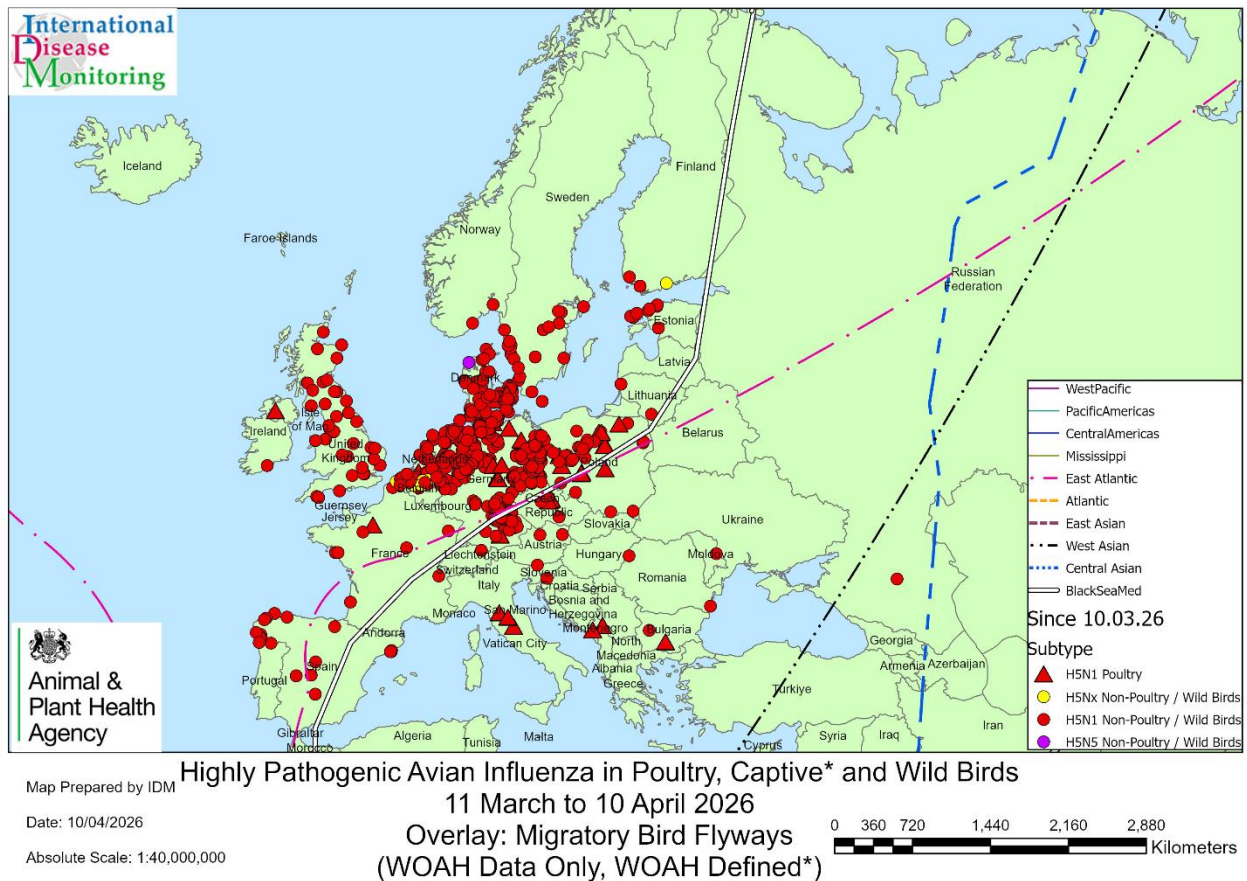 International
Disease
Monitoring
Iceland
Faroe Islands
Finland
Sweden
Norway
Russian
Federation
Estonia
Latvia
Denmark
Lithuania
Isle
of Man
Ireland
United
Kingdom
Belarus
Netherlands
Poland
Germany
Belgium
Guernsey
Jersey
Luxembourg
Czech
Republic
Ukraine
Slovakia
France
Austria
Liechtenstein
Hungary
Moldova
Switzerland
Slovenia
Italy
Croatia
Romania
Serbia
Bosnia and
Herzegovina
San Marino
Monaco
Andorra
Montenegro
Bulgaria
Vatican City
North
Macedonia
Georgia
Albania
Armenia
Azerbaijan
Spain
Portugal
Greece
Türkiye
Gibraltar
Morocco
Algeria
Tunisia
Malta
Cyprus
Syria
Iraq
Iran
WestPacific
PacificAmericas
CentralAmericas
Mississippi
East Atlantic
Atlantic
East Asian
West Asian
Central Asian
BlackSeaMed
Since 10.03.26
Subtype
H5N1 Poultry
H5Nx Non-Poultry / Wild Birds
H5N1 Non-Poultry / Wild Birds
H5N5 Non-Poultry / Wild Birds
Animal &
Plant Health
Agency
Map Prepared by IDM
Date: 10/04/2026
Absolute Scale: 1:40,000,000
Highly Pathogenic Avian Influenza in Poultry, Captive* and Wild Birds
11 March to 10 April 2026
Overlay: Migratory Bird Flyways
(WOAH Data Only, WOAH Defined*)
0 360 720 1,440 2,160 2,880
Kilometers